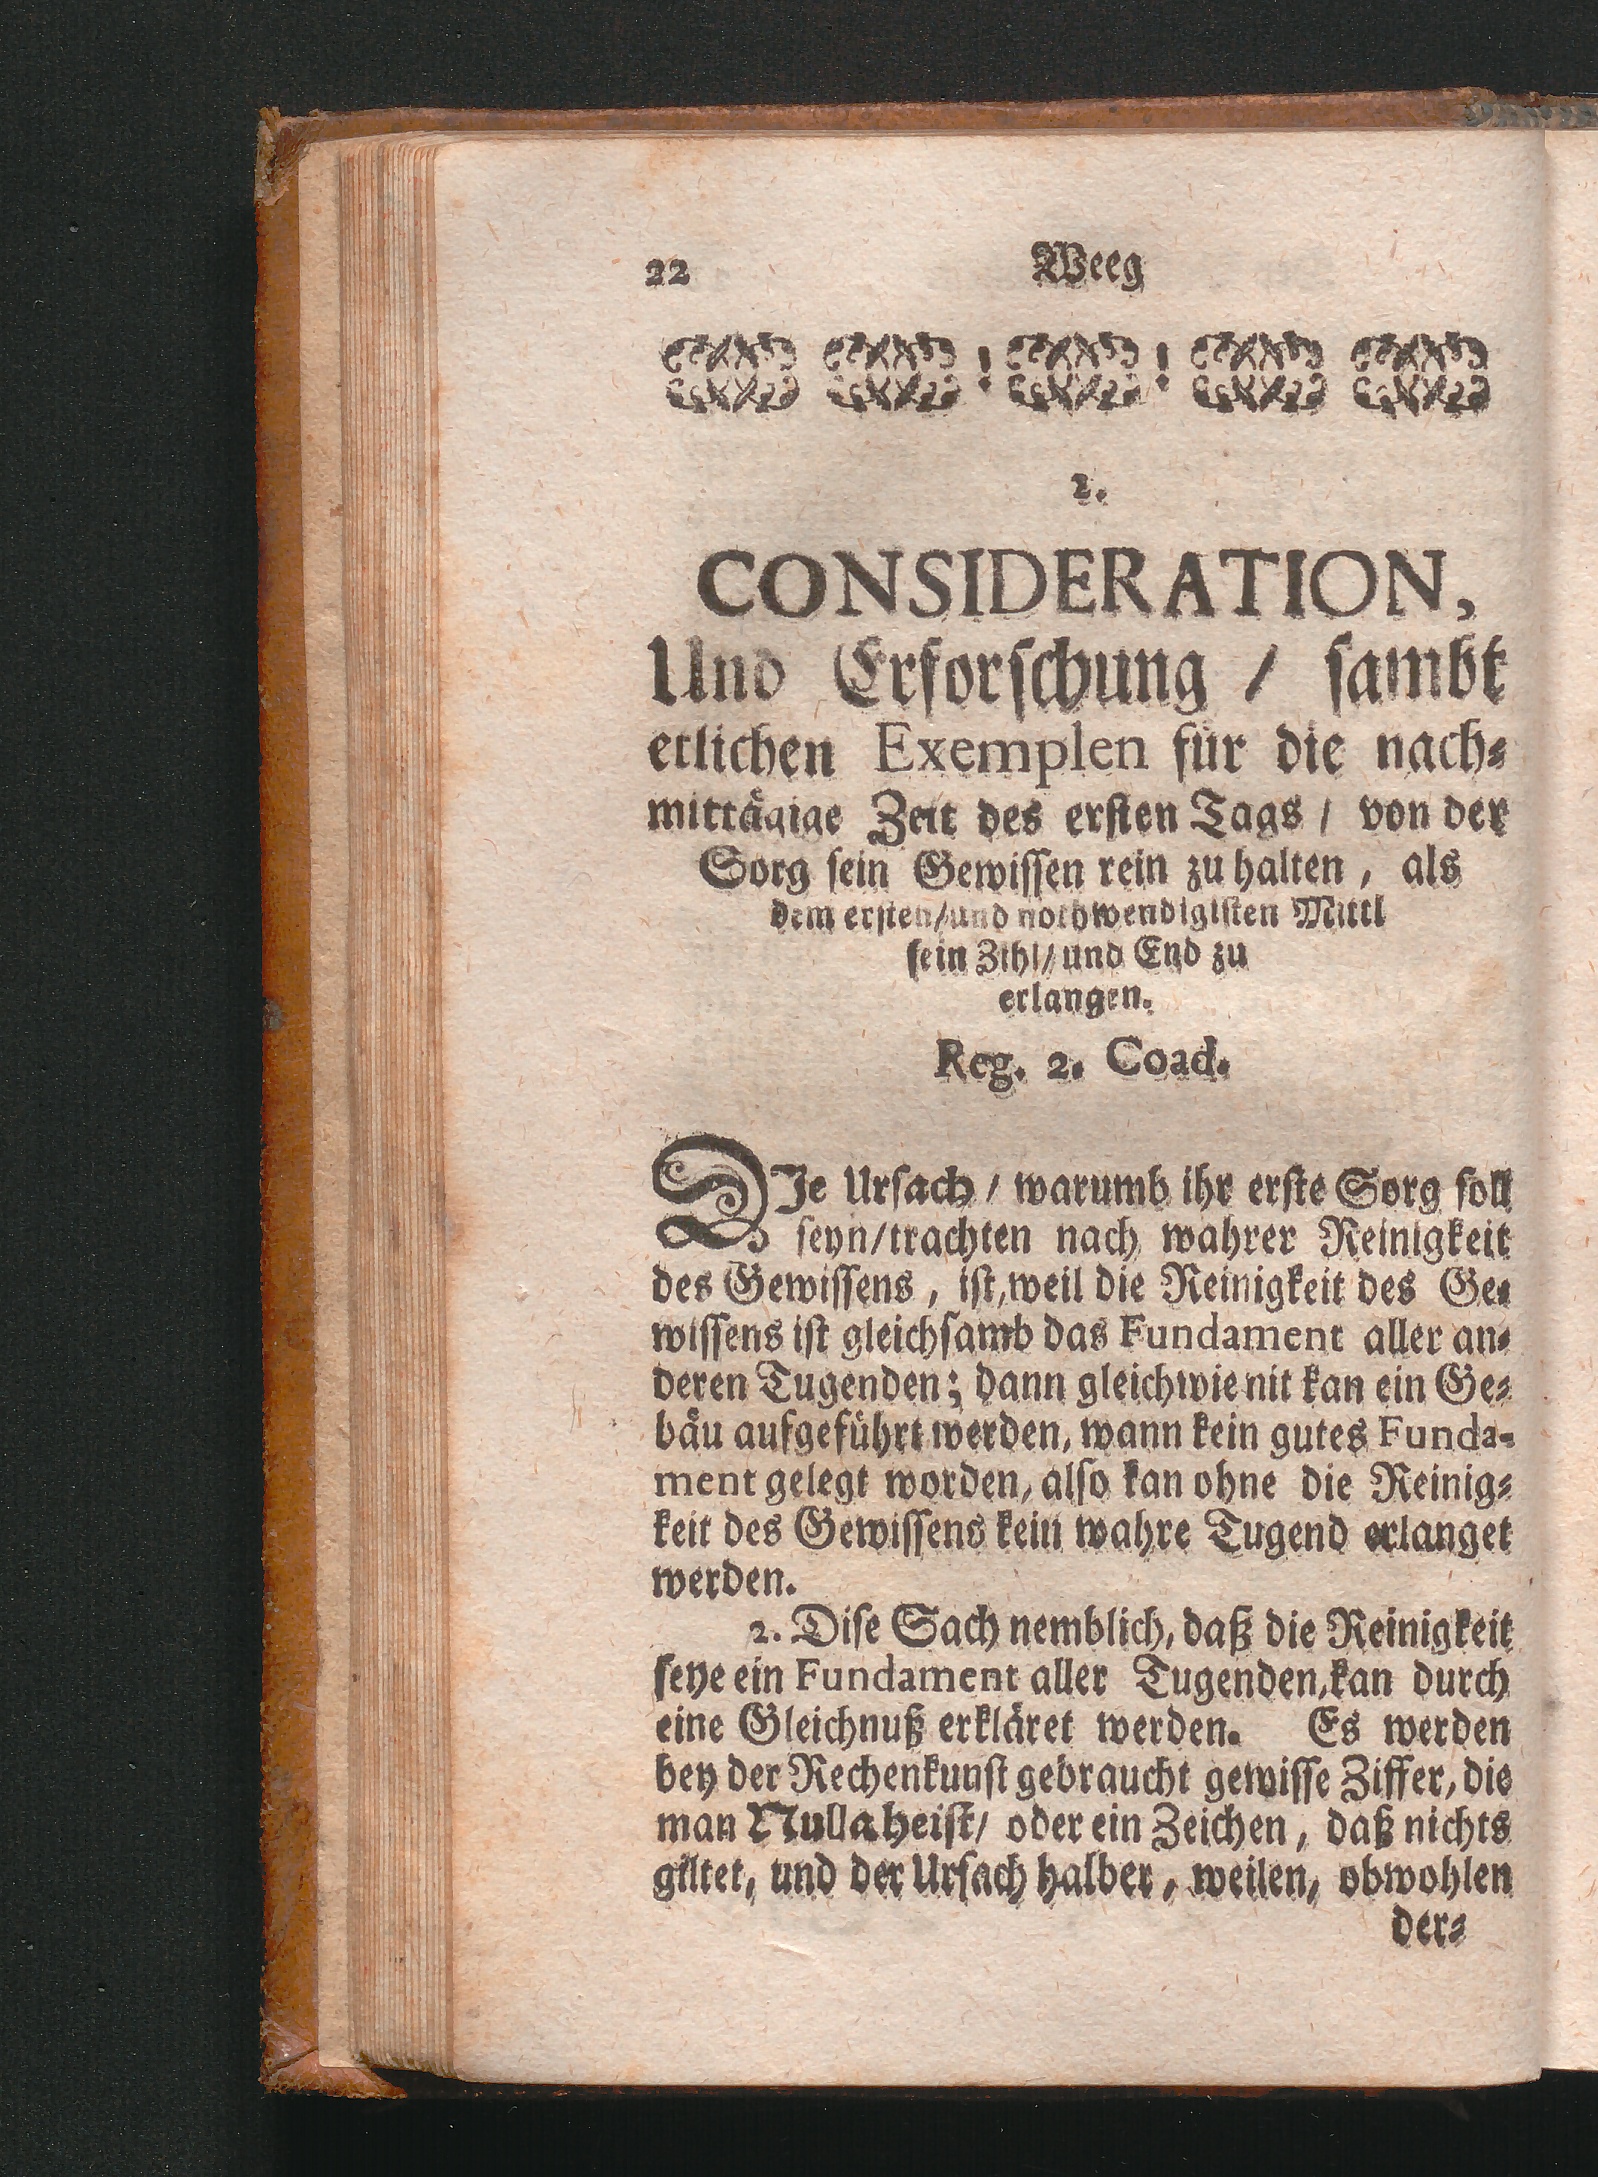 22 Weeg
2.
CONSIDERATION,
Und Erforschung / sambt
etlichen Exemplen für die nach-
mittägige Zeit des ersten Tags / von der
Sorg sein Gewissen rein zu halten, als
dem ersten/und nothwendigisten Mittl
sein Zihl/ und End zu
erlangen.
Reg. 2. Coad.
DJe Ursach / warumb ihr erste Sorg soll
seyn/trachten nach wahrer Reinigkeit
des Gewissens, ist, weil die Reinigkeit des Ge-
wissens ist gleichsamb das Fundament aller an-
deren Tugenden; dann gleichwie nit kan ein Ge-
bäu aufgeführt werden, wann kein gutes Funda-
ment gelegt worden, also kan ohne die Reinig-
keit des Gewissens kein wahre Tugend erlanget
werden.
2. Dise Sach nemblich, daß die Reinigkeit
seye ein Fundament aller Tugenden, kan durch
eine Gleichnuß erkläret werden. Es werden
bey der Rechenkunst gebraucht gewisse Ziffer, die
man Nulla heist/ oder ein Zeichen, daß nichts
giltet, und der Ursach halber, weilen, obwohlen
der-